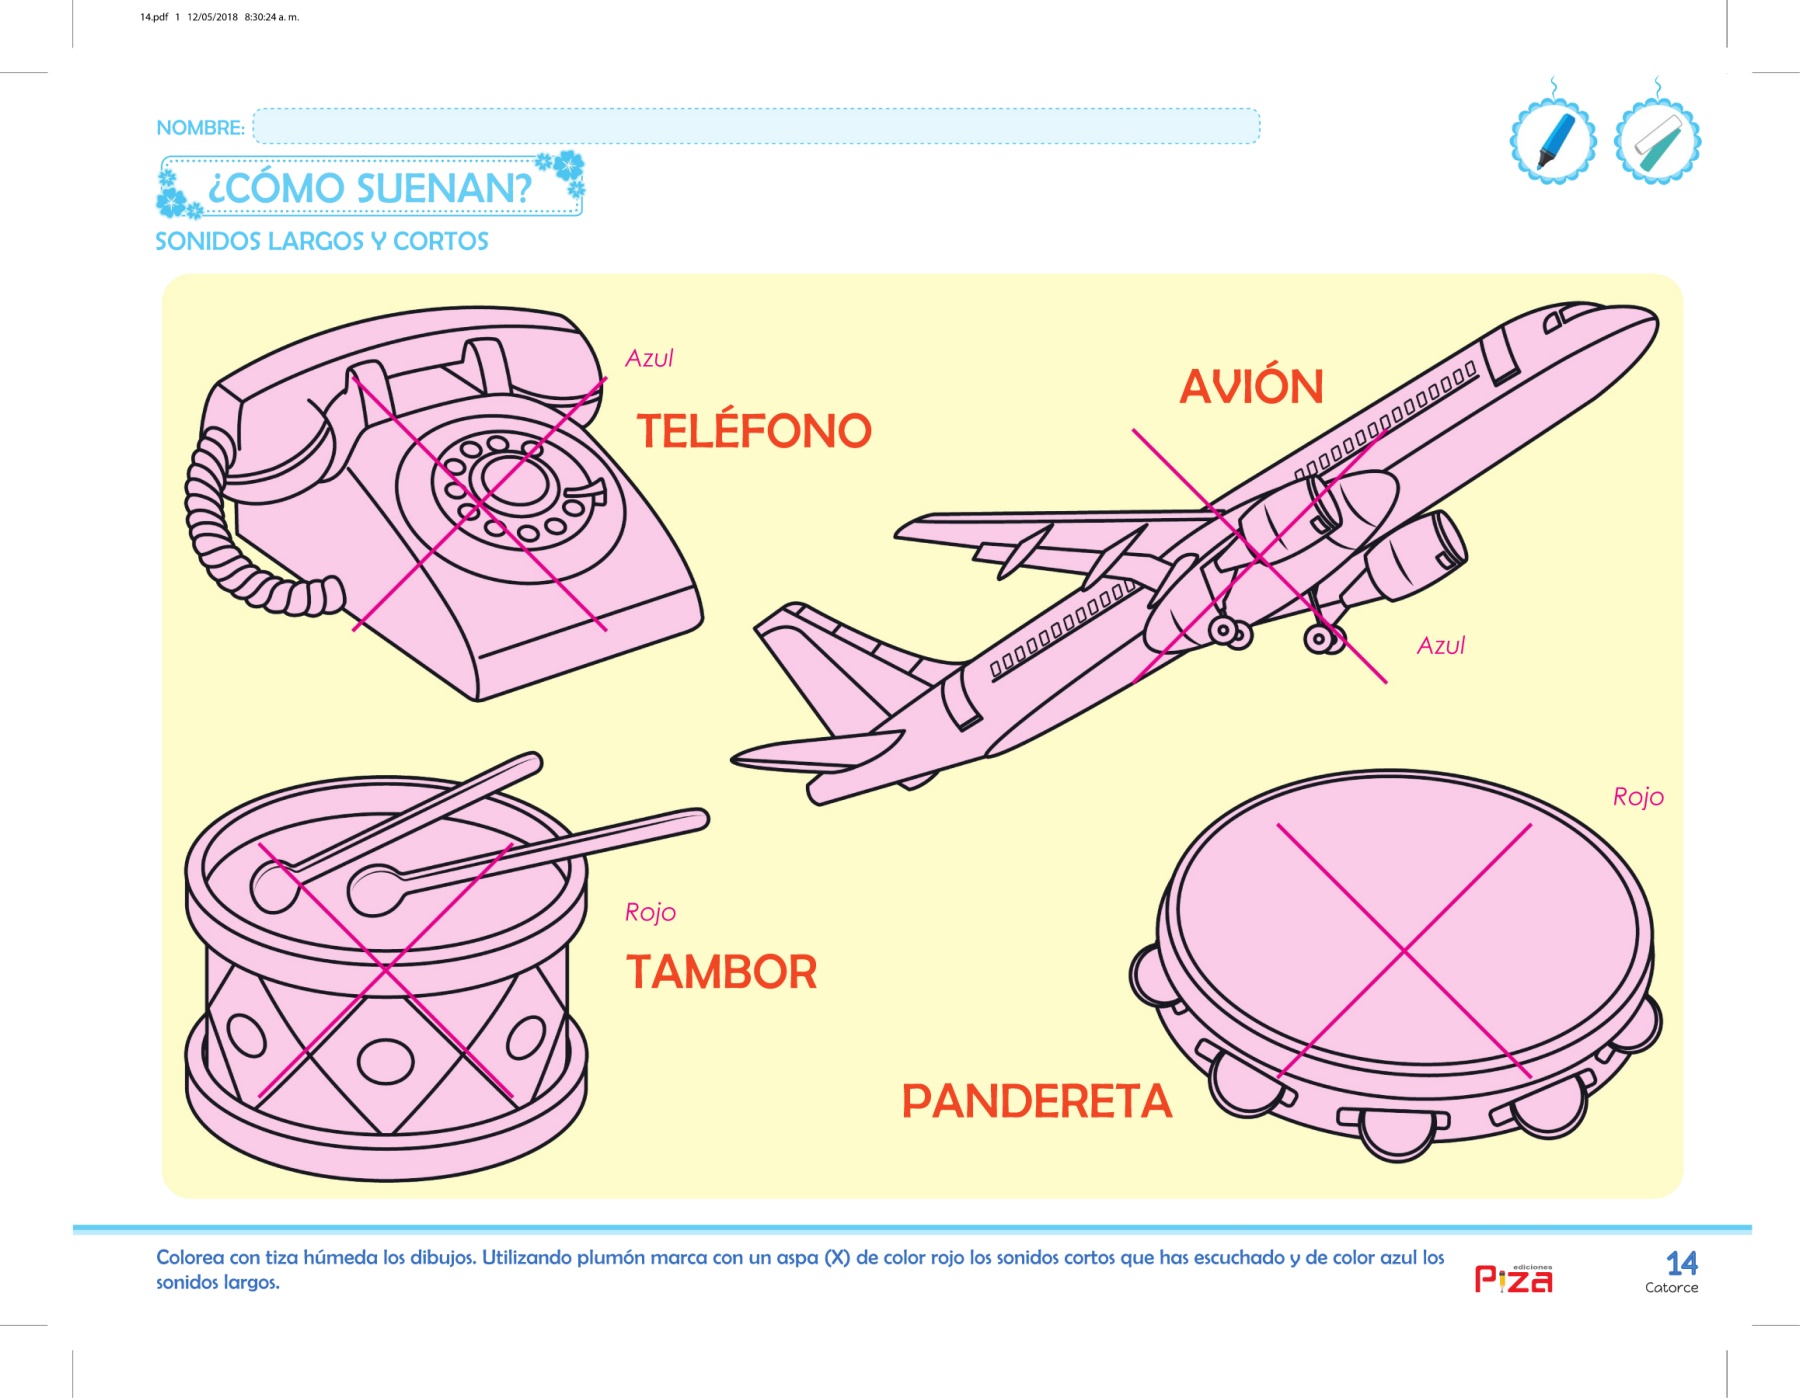 14.pdf 1 12/05/2018 8:30:24 a. m.
NOMBRE:
¿CÓMO SUENAN?
SONIDOS LARGOS Y CORTOS
Azul
TELÉFONO
AVIÓN
Azul
Rojo
TAMBOR
Rojo
PANDERETA
Colorea con tiza húmeda los dibujos. Utilizando plumón marca con un aspa (X) de color rojo los sonidos cortos que has escuchado y de color azul los
sonidos largos.
ediciones
Piza
14
Catorce